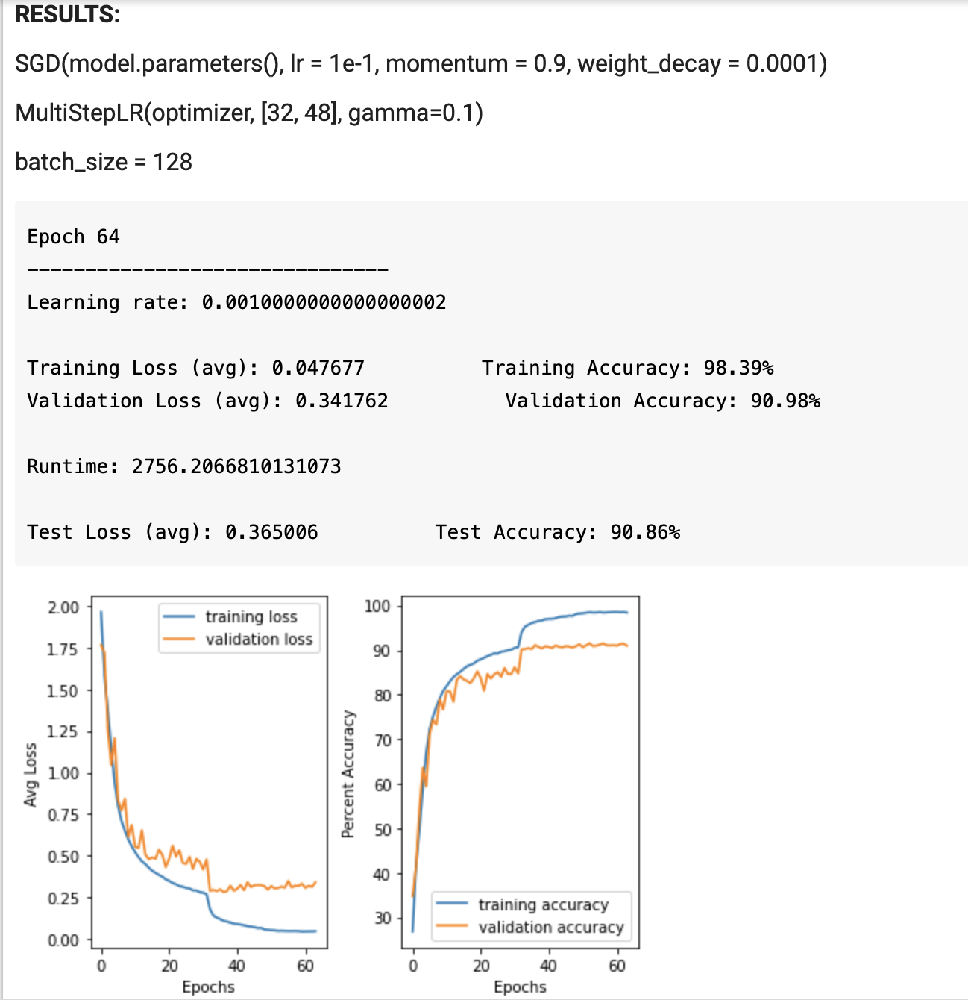 RESULTS:
SGD(model.parameters(), lr = 1e-1, momentum = 0.9, weight_decay = 0.0001)
MultiStepLR(optimizer, [32, 48], gamma=0.1)
batch_size = 128
Epoch 64
-------------------------------
Learning rate: 0.0010000000000000002
Training Loss (avg): 0.047677 Training Accuracy: 98.39%
Validation Loss (avg): 0.341762 Validation Accuracy: 90.98%
Runtime: 2756.2066810131073
Test Loss (avg): 0.365006 Test Accuracy: 90.86%
training loss
validation loss
2.00
1.75
1.50
1.25
1.00
0.75
0.50
0.25
0.00
Avg Loss
0 20 40 60
Epochs
100
90
80
70
60
50
40
30
Percent Accuracy
training accuracy
validation accuracy
0 20 40 60
Epochs